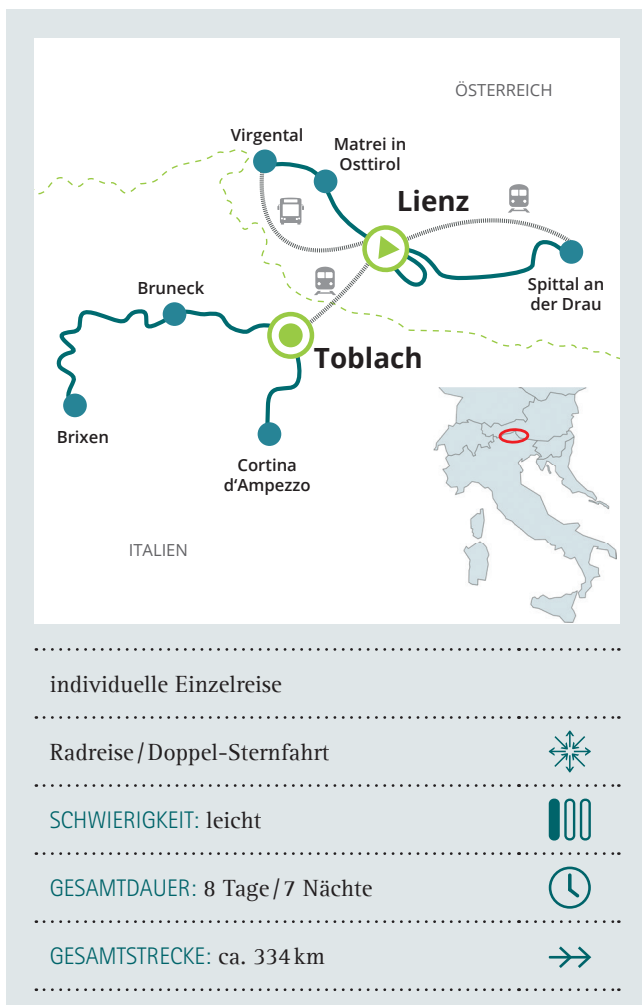 ÖSTERREICH
Virgental
Matrei in
Osttirol
Lienz
Spittal an
der Drau
Bruneck
Toblach
Brixen
Cortina
d'Ampezzo
ITALIEN
individuelle Einzelreise
Radreise/Doppel-Sternfahrt
SCHWIERIGKEIT: leicht
GESAMTDAUER: 8 Tage/7 Nächte
GESAMTSTRECKE: ca. 334 km